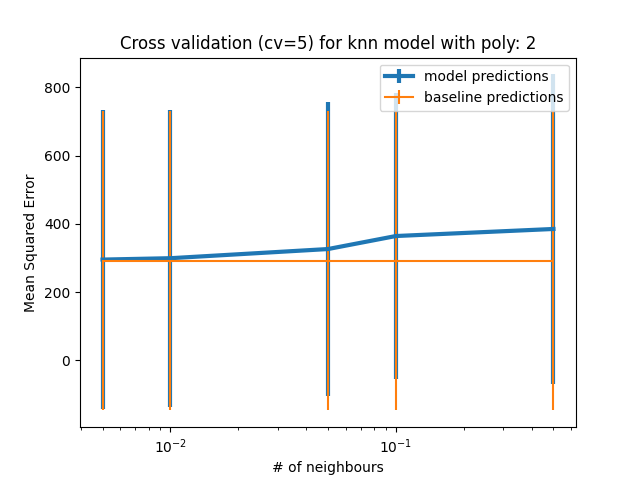 Cross validation (cv=5) for knn model with poly: 2
model predictions
baseline predictions
Mean Squared Error
800
600
400
200
0
10⁻²
10⁻¹
# of neighbours